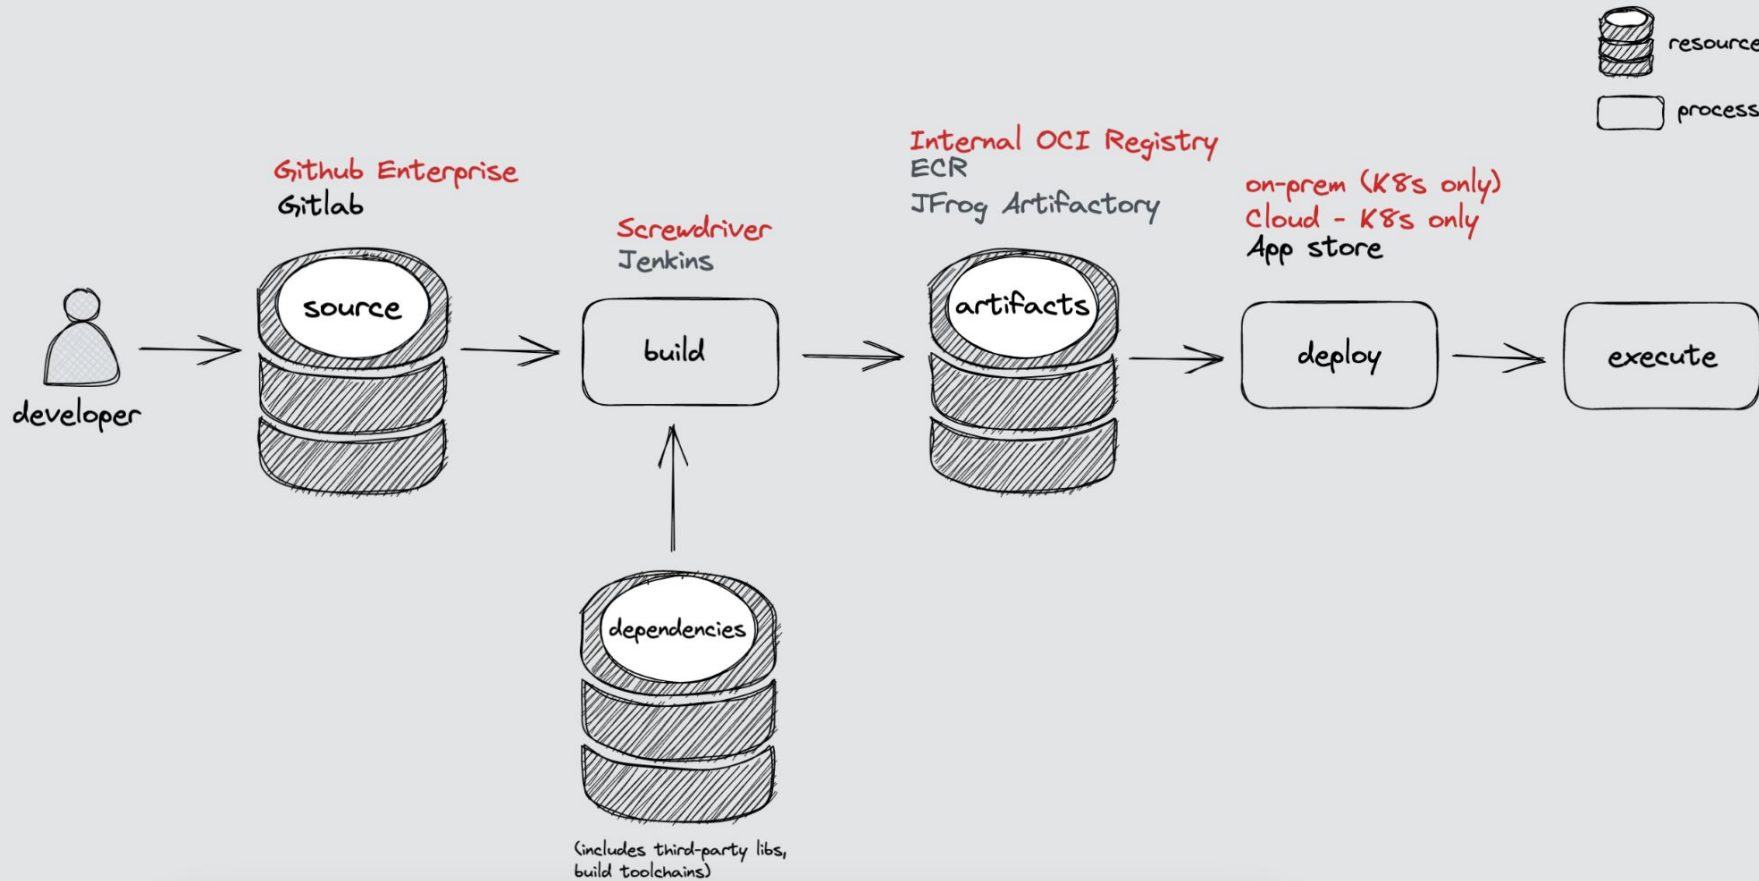 resource
process
Github Enterprise
Gitlab
Screwdriver
Jenkins
Internal OCI Registry
ECR
JFrog Artifactory
on-prem (K8s only)
Cloud - K8s only
App store
developer
source
build
artifacts
deploy
execute
dependencies
(includes third-party libs,
build toolchains)